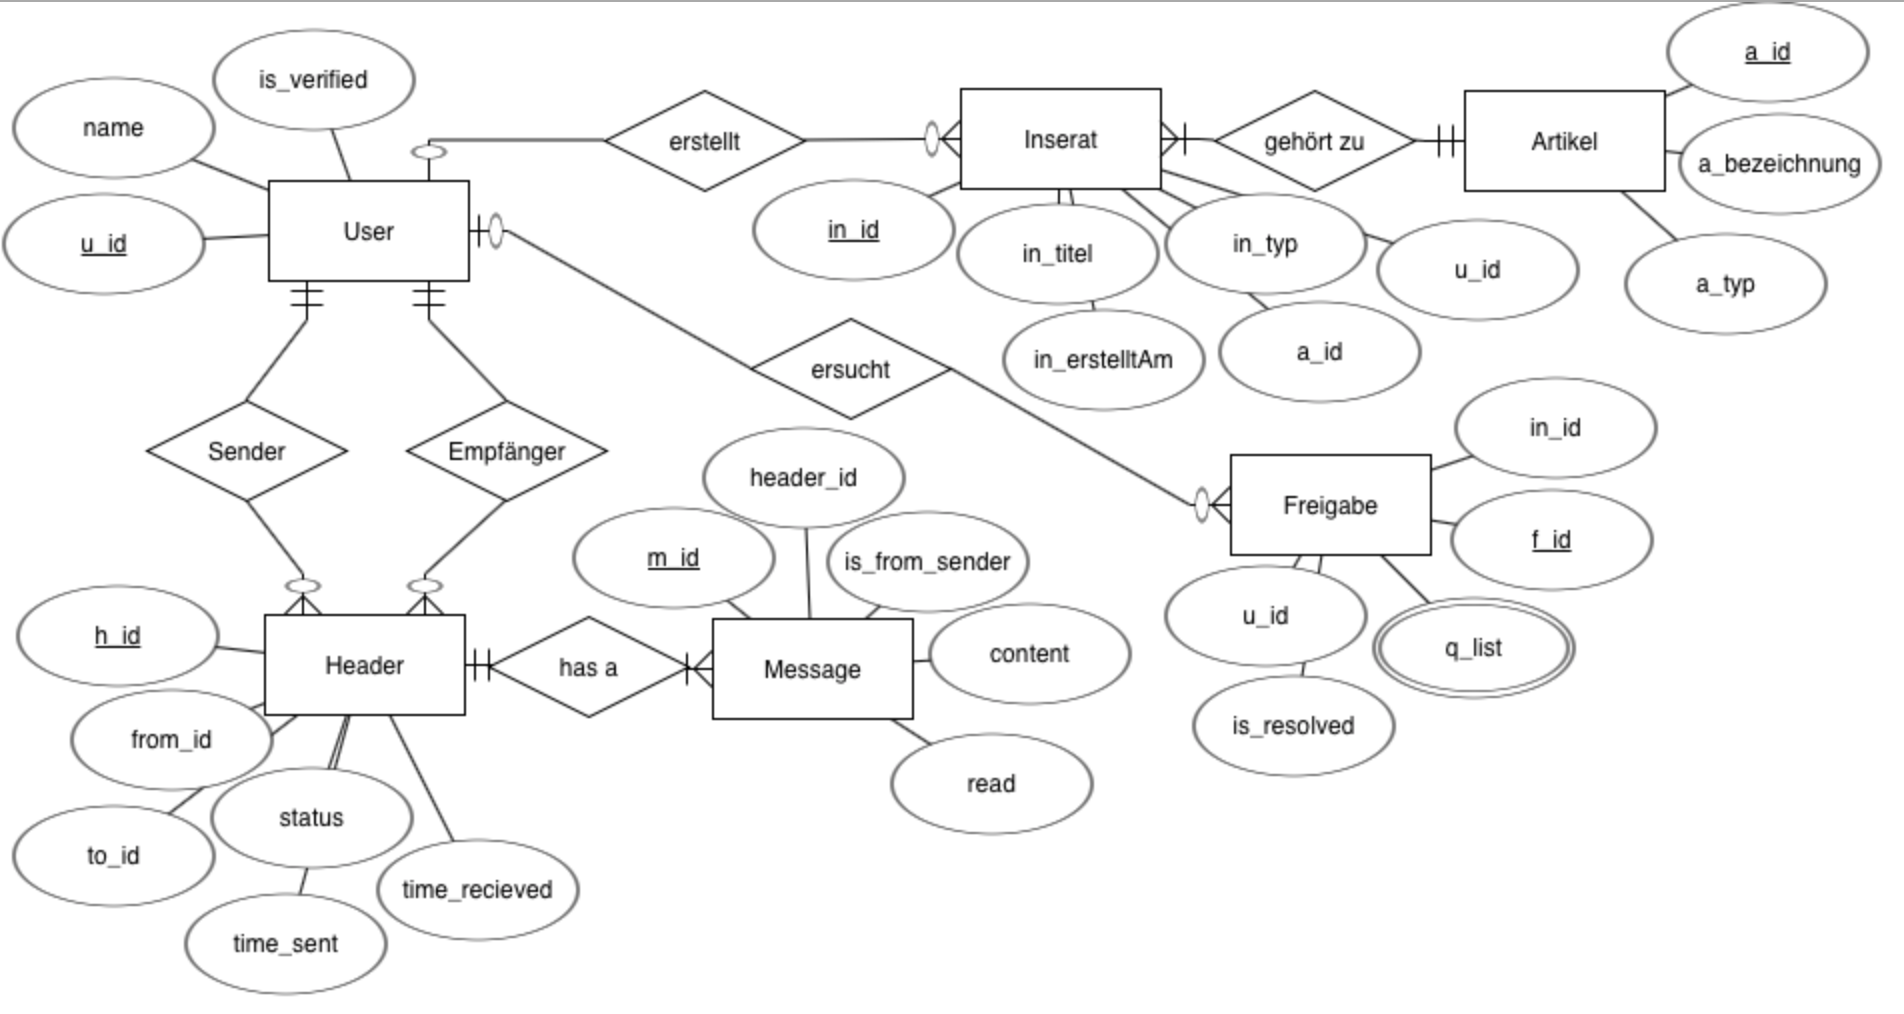 a_id
is_verified
name
erstellt
Inserat
gehört zu
Artikel
a_bezeichnung
User
u_id
in_id
in_titel
in_typ
u_id
a_typ
in_erstelltAm
a_id
ersucht
Sender
Empfänger
in_id
header_id
Freigabe
f_id
m_id
is_from_sender
h_id
u_id
q_list
Header
has a
Message
content
from_id
is_resolved
status
read
to_id
time_recieved
time_sent